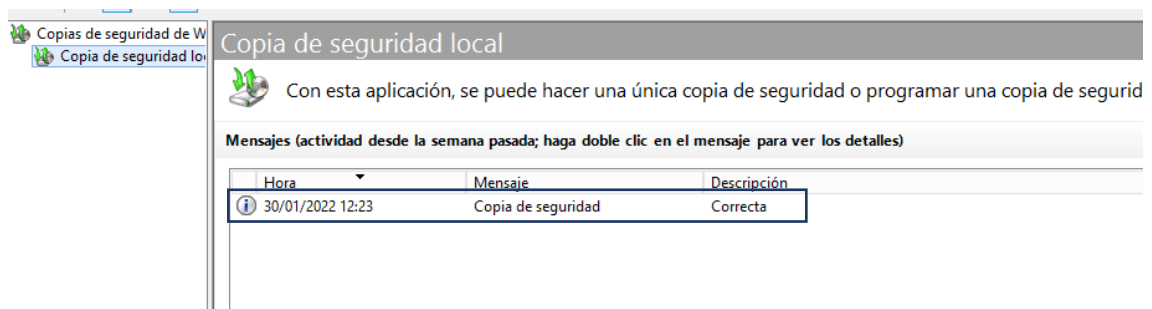 Copias de seguridad de W
Copia de seguridad lo
Copia de seguridad local
Con esta aplicación, se puede hacer una única copia de seguridad o programar una copia de segurid
Mensajes (actividad desde la semana pasada; haga doble clic en el mensaje para ver los detalles)
Hora Mensaje Descripción
30/01/2022 12:23 Copia de seguridad Correcta